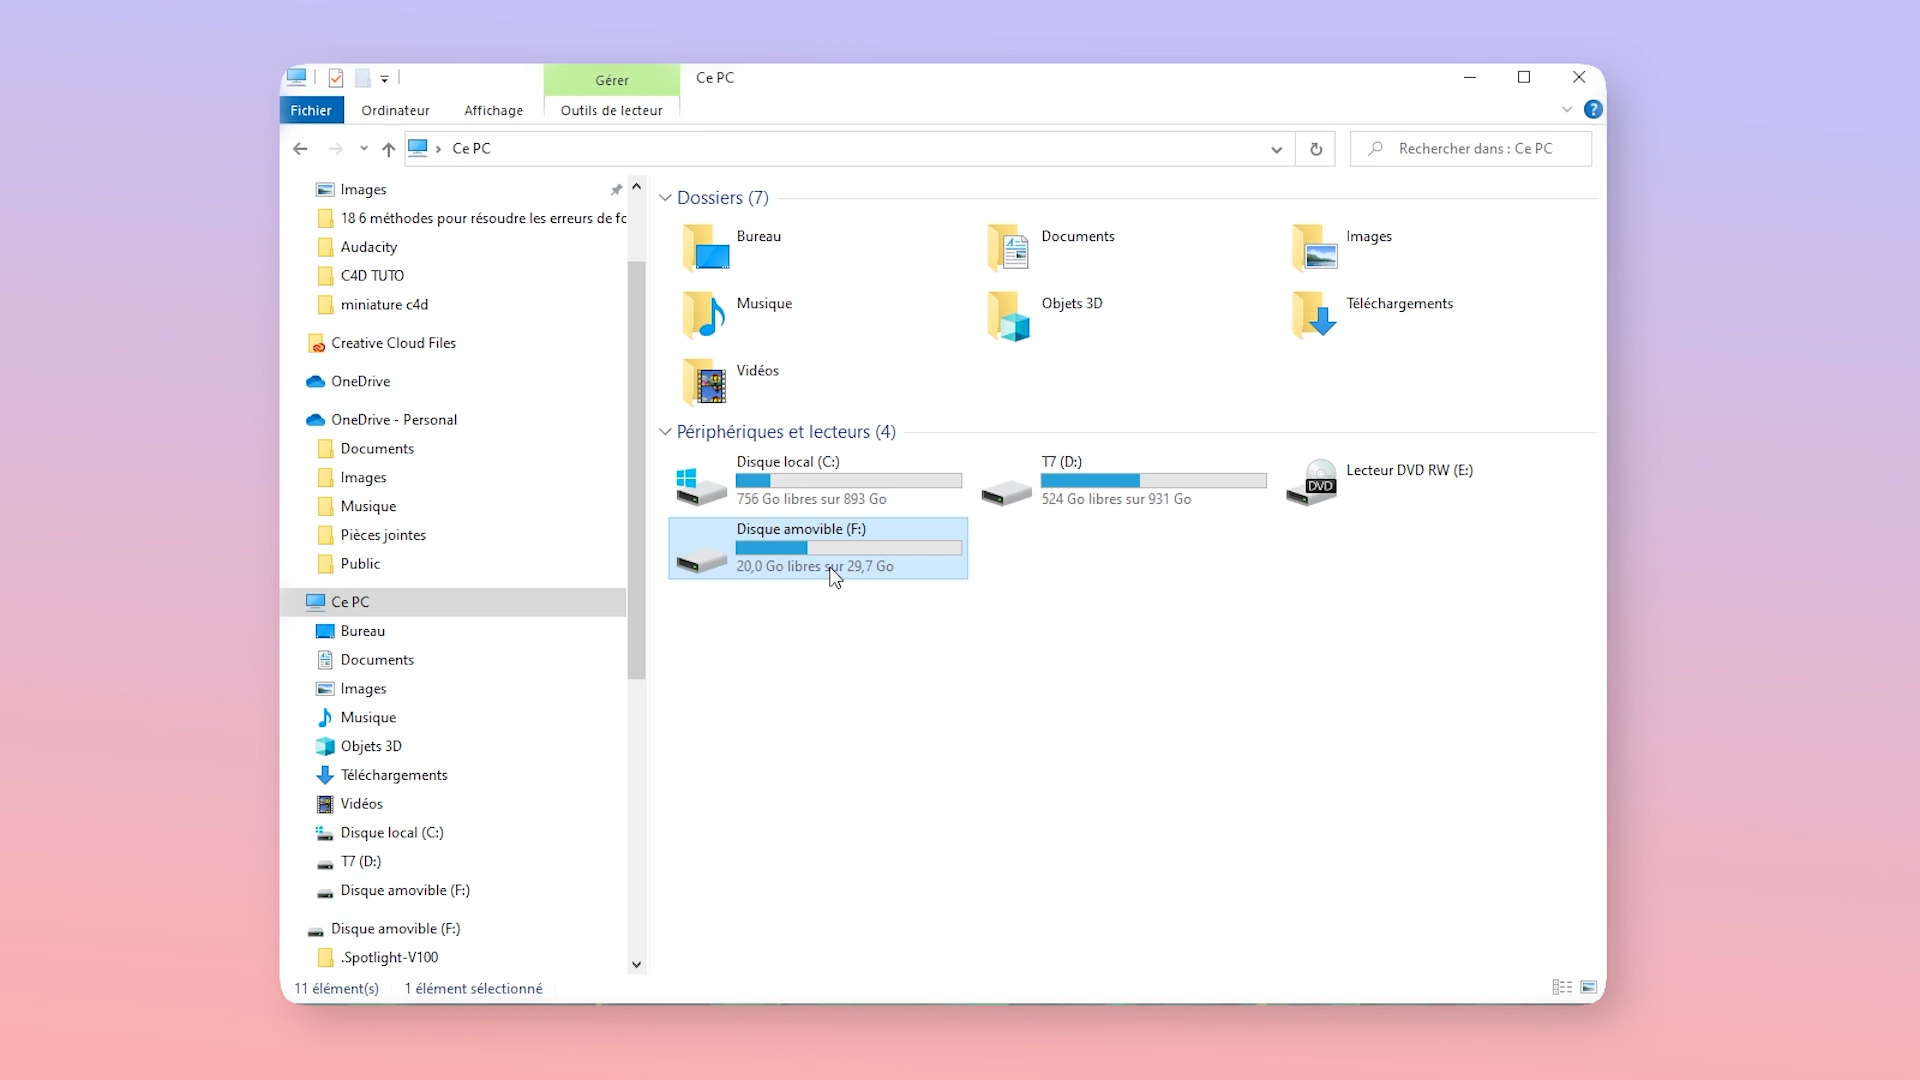 Gérer
Ce PC
Fichier
Ordinateur
Affichage
Outils de lecteur
?
Ce PC
Rechercher dans : Ce PC
Images
18 6 méthodes pour résoudre les erreurs de fo
Audacity
C4D TUTO
miniature c4d
Creative Cloud Files
OneDrive
OneDrive - Personal
Documents
Images
Musique
Pièces jointes
Public
Ce PC
Bureau
Documents
Images
Musique
Objets 3D
Téléchargements
Vidéos
Disque local (C:)
T7 (D:)
Disque amovible (F:)
Disque amovible (F:)
.Spotlight-V100
Dossiers (7)
Bureau
Documents
Images
Musique
Objets 3D
Téléchargements
Vidéos
Périphériques et lecteurs (4)
Disque local (C:)
756 Go libres sur 893 Go
T7 (D:)
524 Go libres sur 931 Go
DVD
Lecteur DVD RW (E:)
Disque amovible (F:)
20,0 Go libres sur 29,7 Go
11 élément(s)
1 élément sélectionné